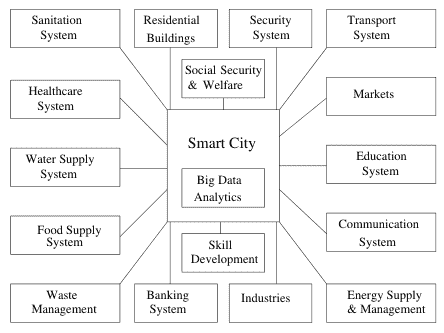 Sanitation
System
Residential
Buildings
Security
System
Transport
System
Social Security
& Welfare
Healthcare
System
Markets
Smart City
Water Supply
System
Big Data
Analytics
Education
System
Food Supply
System
Communication
System
Skill
Development
Waste
Management
Banking
System
Industries
Energy Supply
& Management